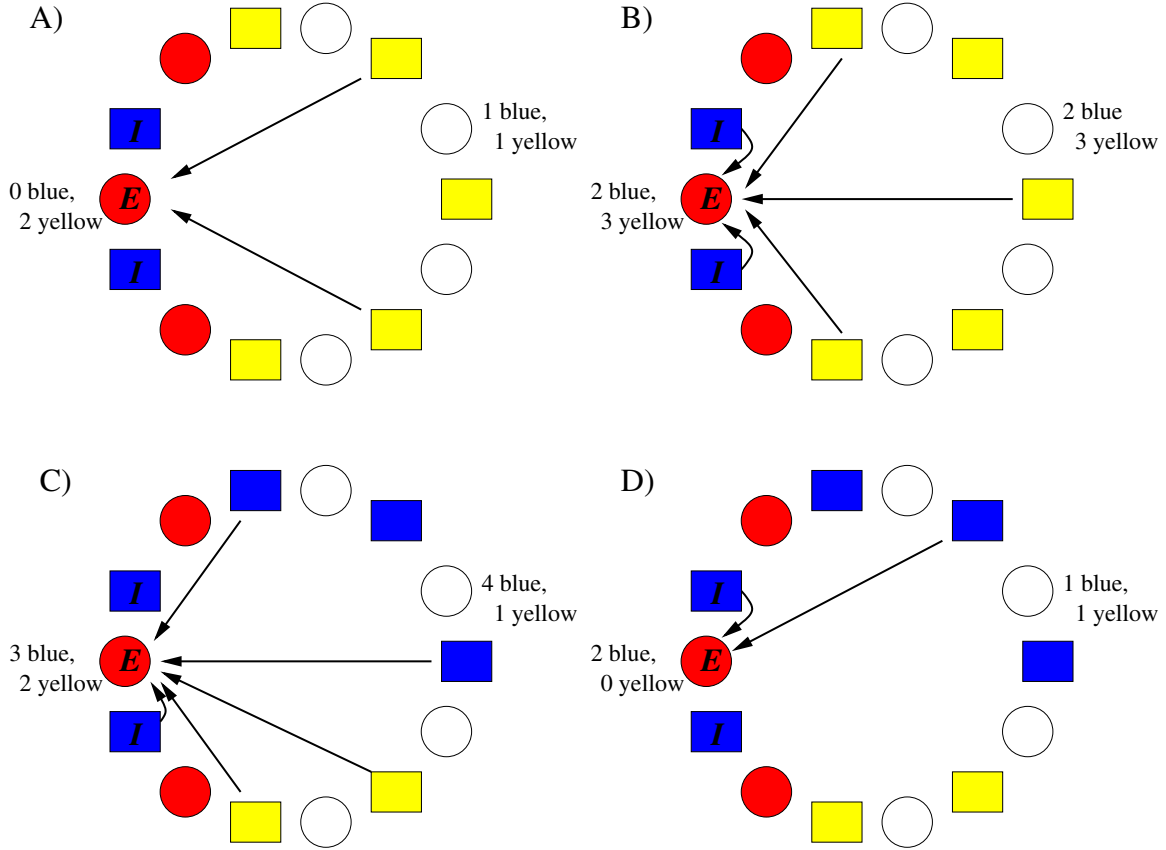 A)
I
1 blue,
1 yellow
0 blue,
2 yellow
E
I
B)
I
2 blue
3 yellow
2 blue,
3 yellow
E
I
C)
I
4 blue,
1 yellow
3 blue,
2 yellow
E
I
D)
I
1 blue,
1 yellow
2 blue,
0 yellow
E
I